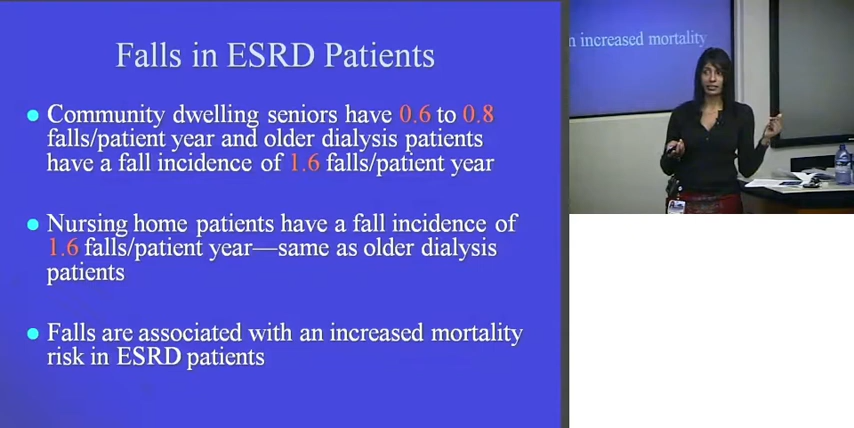 Falls in ESRD Patients
Community dwelling seniors have 0.6 to 0.8
falls/patient year and older dialysis patients
have a fall incidence of 1.6 falls/patient year
Nursing home patients have a fall incidence of
1.6 falls/patient year—same as older dialysis
patients
Falls are associated with an increased mortality
risk in ESRD patients
n increased mortality